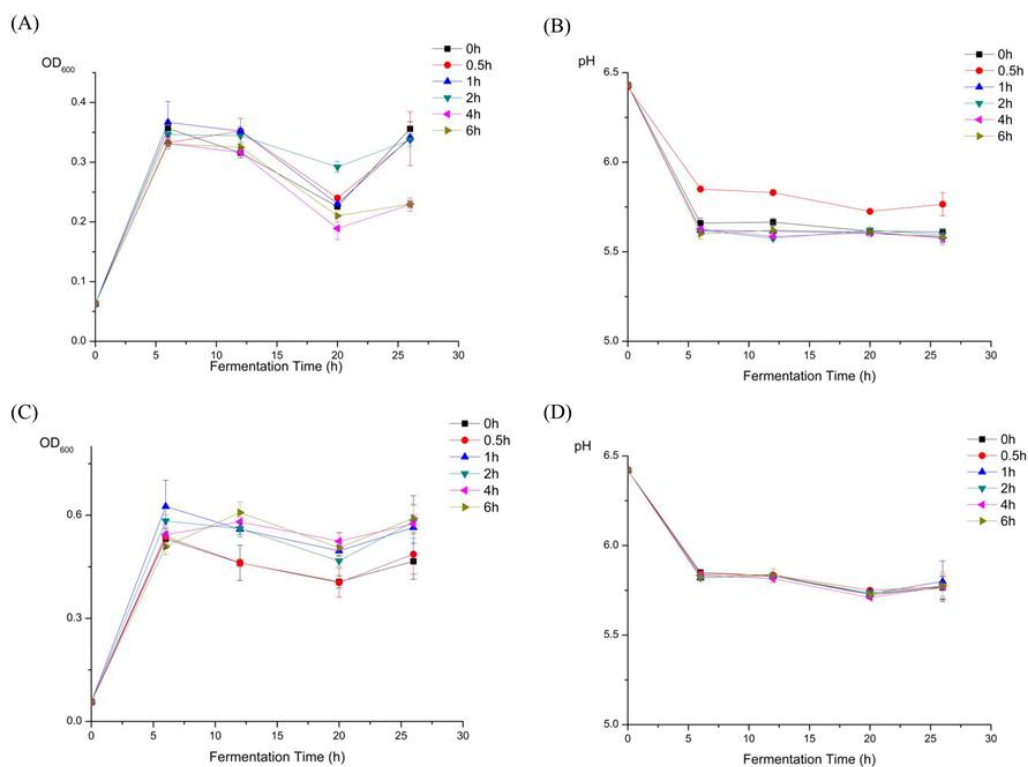 (A)
OD600
0h
0.5h
1h
2h
4h
6h
0.4
0.3
0.2
0.1
0.0
0 5 10 15 20 25 30
Fermentation Time (h)
(B)
pH
0h
0.5h
1h
2h
4h
6h
6.5
6.0
5.5
5.0
0 5 10 15 20 25 30
Fermentation Time (h)
(C)
OD600
0h
0.5h
1h
2h
4h
6h
0.6
0.3
0.0
0 5 10 15 20 25 30
Fermentation Time (h)
(D)
pH
0h
0.5h
1h
2h
4h
6h
6.5
6.0
5.5
5.0
0 5 10 15 20 25 30
Fermentation Time (h)